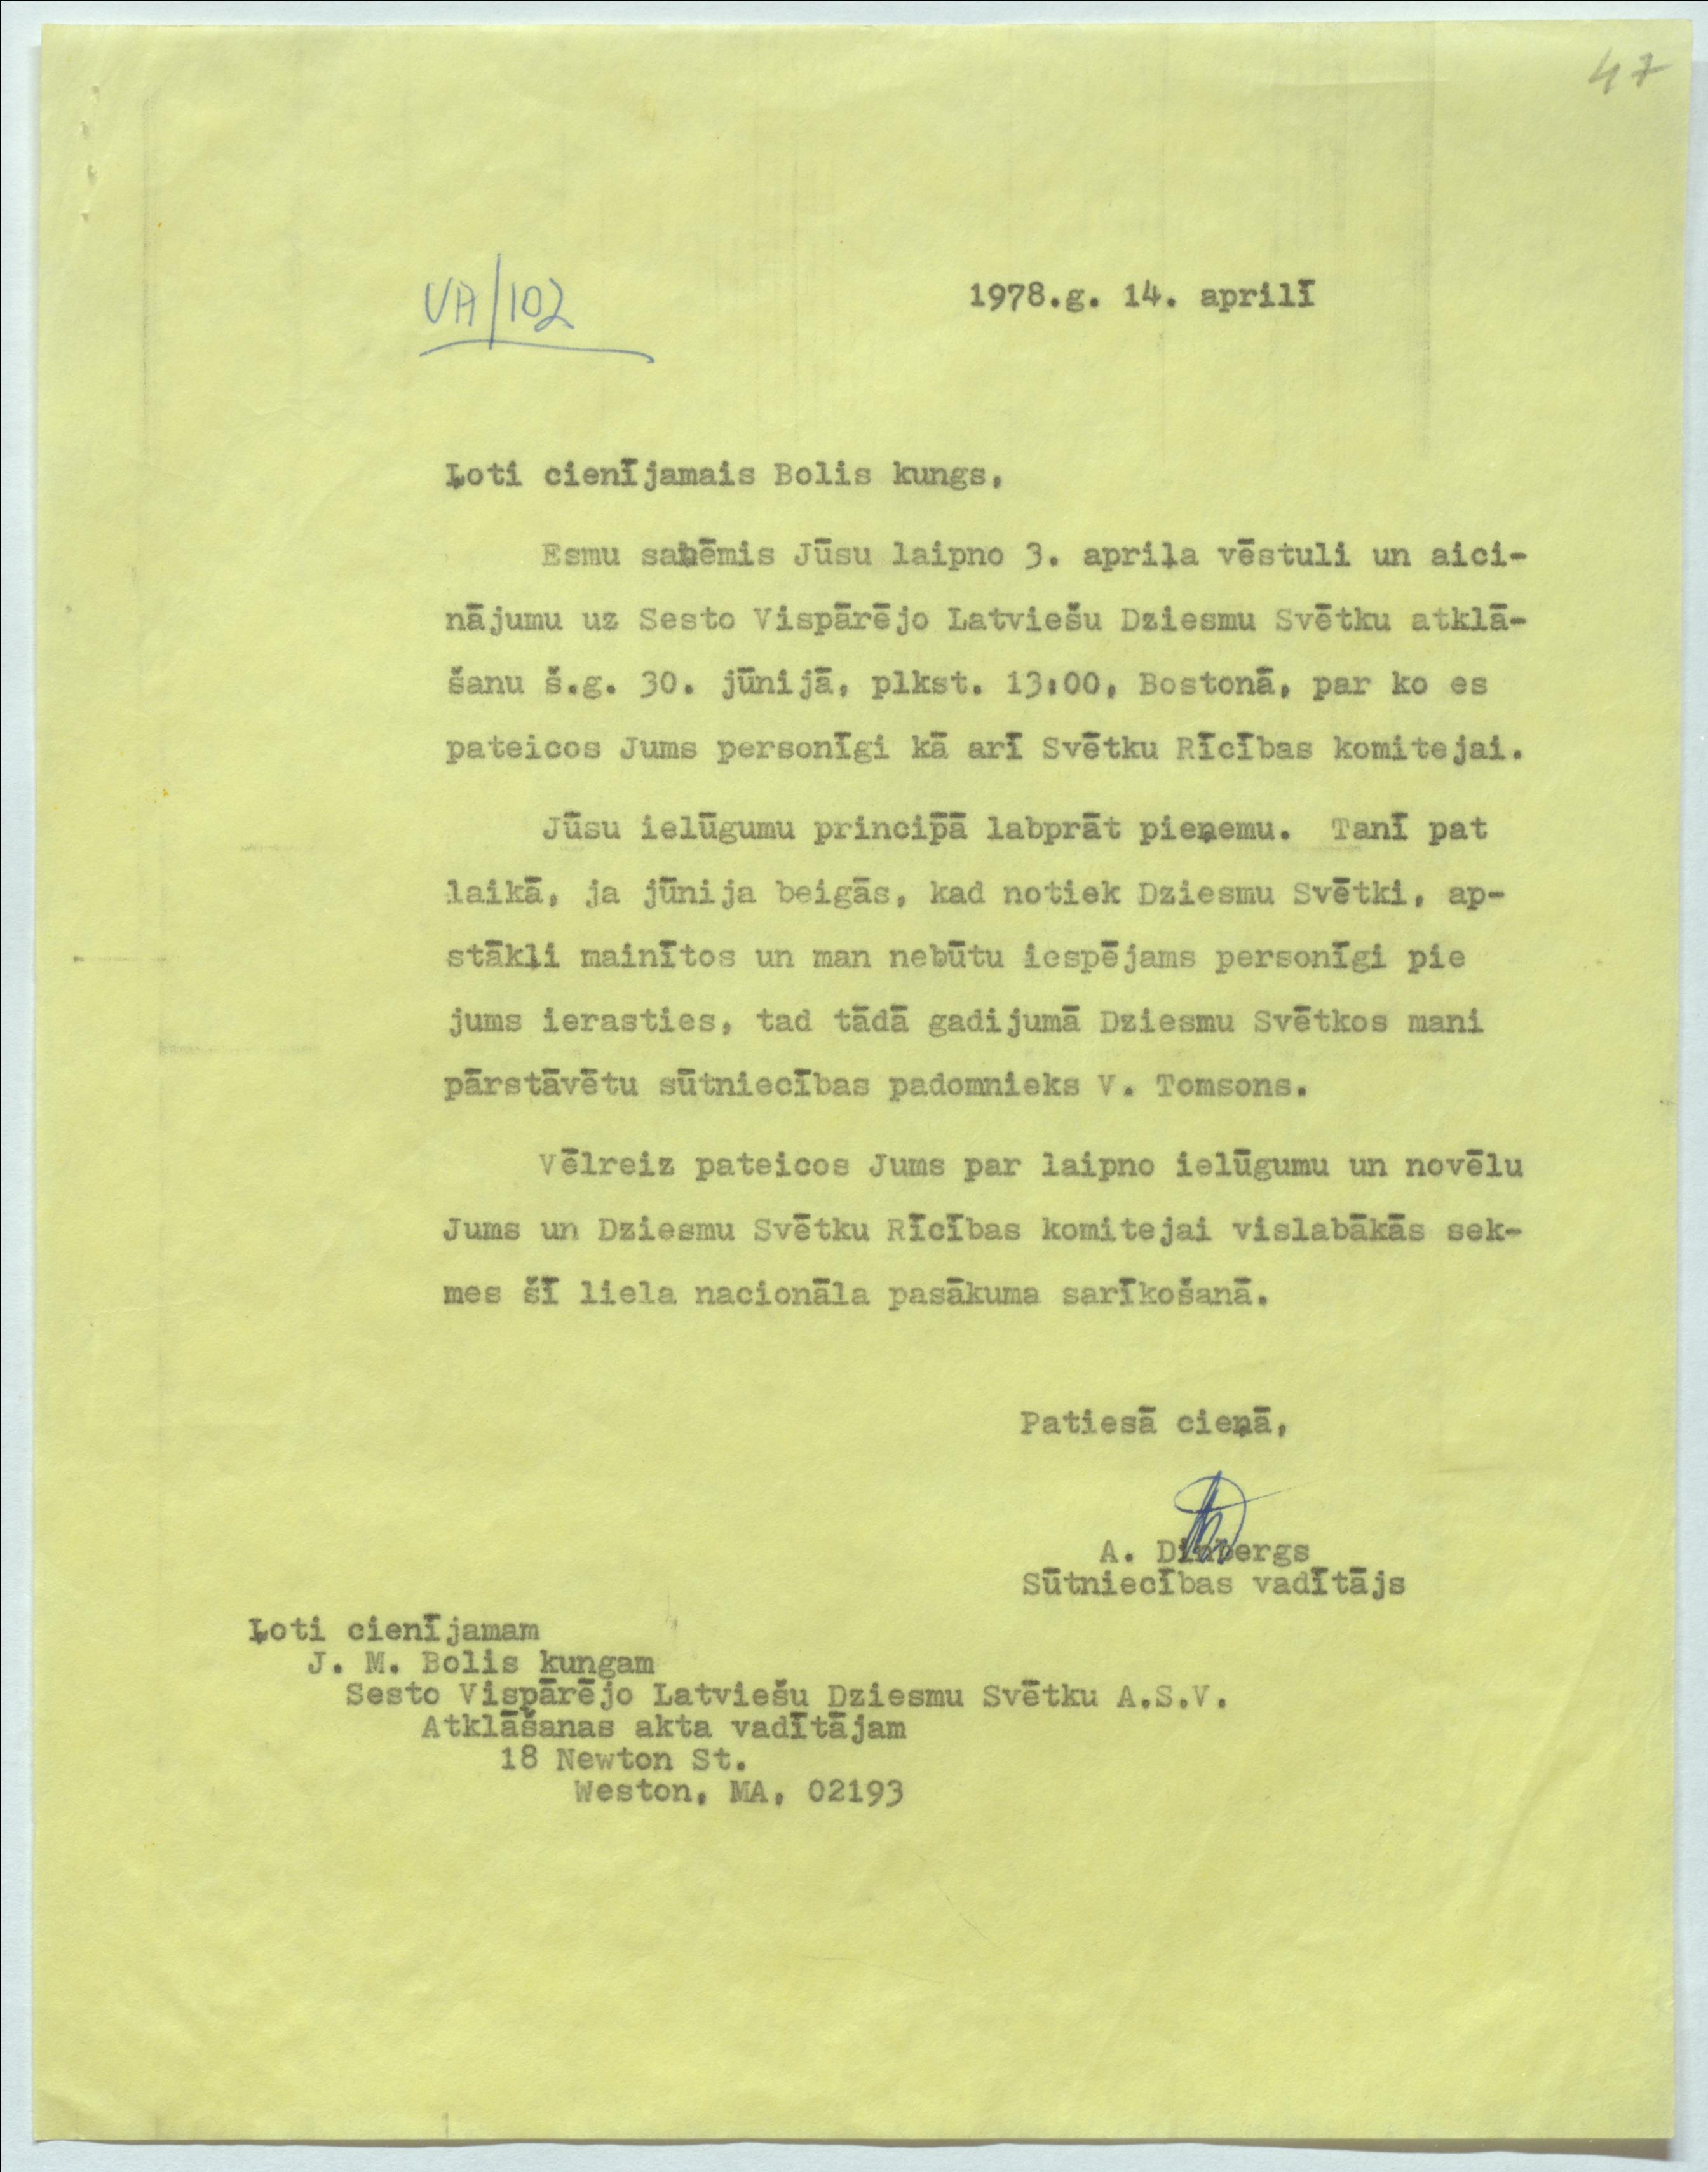 47
VA/102
1978.g. 14. aprilī
Ļoti cienījamais Bolis kungs,
Esmu saņēmis Jūsu laipno 3. apriļa vēstuli un aici-
nājumu uz Sesto Vispārējo Latviešu Dziesmu Svētku atklā-
šanu š.g. 30. jūnijā, plkst. 13:00, Bostonā, par ko es
pateicos Jums personīgi kā arī Svētku Rīcības komitejai.
Jūsu ielūgumu principā labprāt pieņemu. Tanī pat
laikā, ja jūnija beigās, kad notiek Dziesmu Svētki, ap-
stākļi mainītos un man nebūtu iespējams personīgi pie
jums ierasties, tad tādā gadijumā Dziesmu Svētkos mani
pārstāvētu sūtniecības padomnieks V. Tomsons.
Vēlreiz pateicos Jums par laipno ielūgumu un novēlu
Jums un Dziesmu Svētku Rīcības komitejai vislabākās sek-
mes šī liela nacionāla pasākuma sarīkošanā.
Patiesā cieņā,
A. Dinbergs
Sūtniecības vadītājs
Ļoti cienījamam
J. M. Bolis kungam
Sesto Vispārējo Latviešu Dziesmu Svētku A.S.V.
Atklāšanas akta vadītājam
18 Newton St.
Weston, MA, 02193